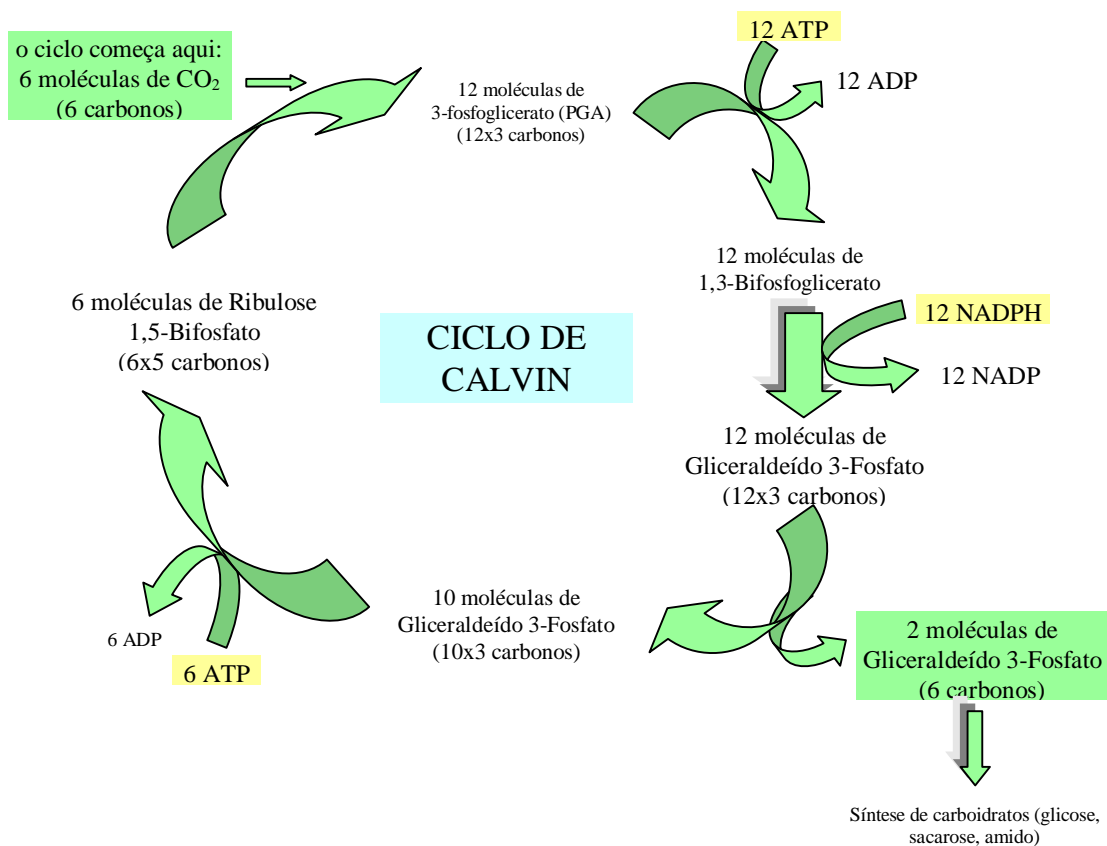 o ciclo começa aqui:
6 moléculas de CO₂
(6 carbonos)
12 moléculas de
3-fosfoglicerato (PGA)
(12x3 carbonos)
12 ATP
12 ADP
12 moléculas de
1,3-Bifosfoglicerato
12 NADPH
12 NADP
12 moléculas de
Gliceraldeído 3-Fosfato
(12x3 carbonos)
2 moléculas de
Gliceraldeído 3-Fosfato
(6 carbonos)
Síntese de carboidratos (glicose,
sacarose, amido)
10 moléculas de
Gliceraldeído 3-Fosfato
(10x3 carbonos)
6 ATP
6 ADP
6 moléculas de Ribulose
1,5-Bifosfato
(6x5 carbonos)
CICLO DE
CALVIN